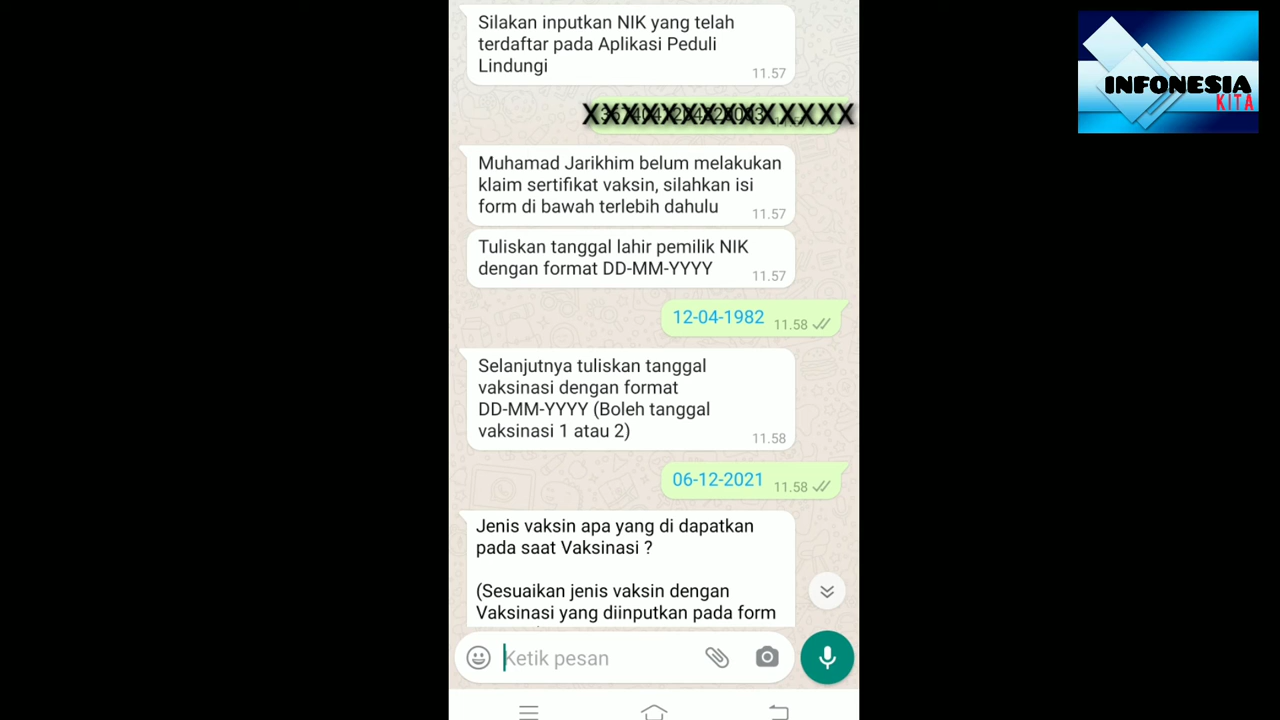 Silakan inputkan NIK yang telah
terdaftar pada Aplikasi Peduli
Lindungi
11.57
XXXXXXXXXXXXXX
Muhamad Jarikhim belum melakukan
klaim sertifikat vaksin, silahkan isi
form di bawah terlebih dahulu
11.57
Tuliskan tanggal lahir pemilik NIK
dengan format DD-MM-YYYY
11.57
12-04-1982
11.58
Selanjutnya tuliskan tanggal
vaksinasi dengan format
DD-MM-YYYY (Boleh tanggal
vaksinasi 1 atau 2)
11.58
06-12-2021
11.58
Jenis vaksin apa yang di dapatkan
pada saat Vaksinasi ?
(Sesuaikan jenis vaksin dengan
Vaksinasi yang diinputkan pada form
Ketik pesan
INFONESIA
KITA